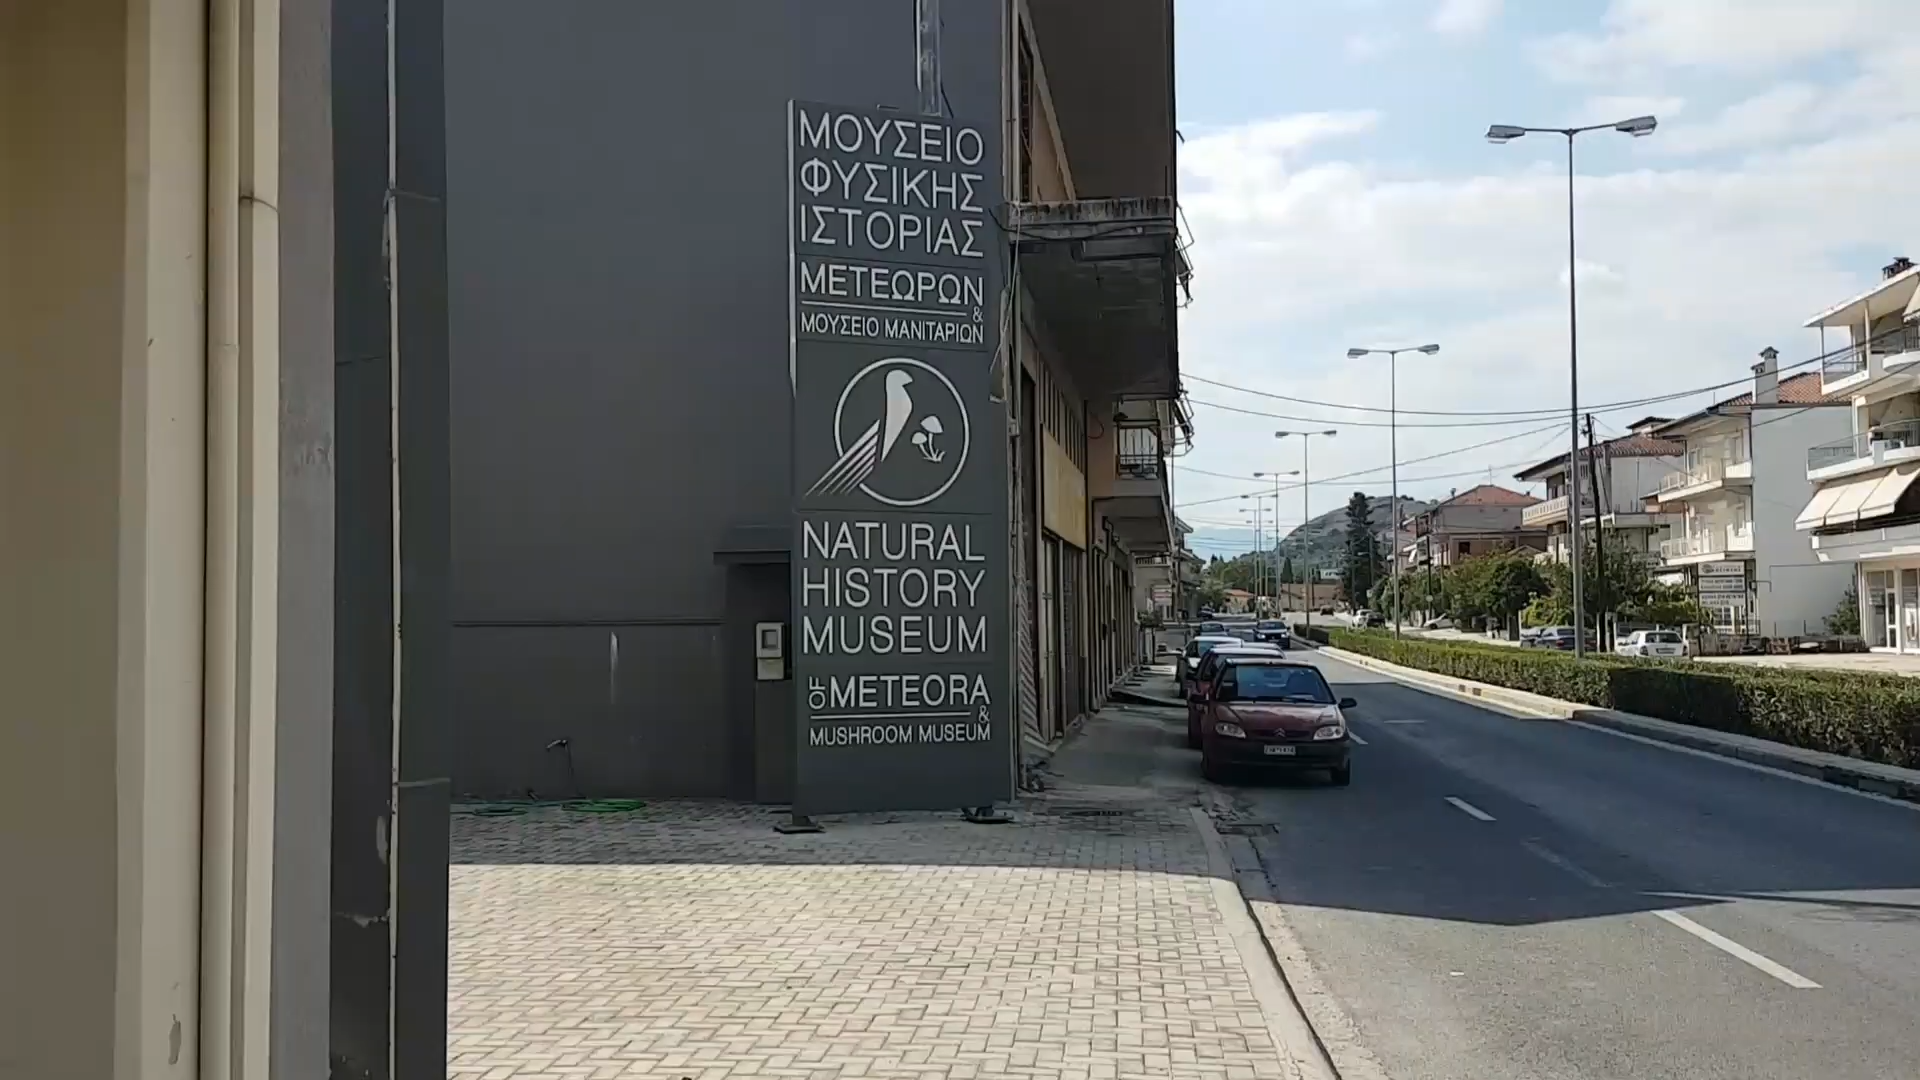 ΜΟΥΣΕΙΟ
ΦΥΣΙΚΗΣ
ΙΣΤΟΡΙΑΣ
ΜΕΤΕΩΡΩΝ
&
ΜΟΥΣΕΙΟ ΜΑΝΙΤΑΡΙΩΝ
NATURAL
HISTORY
MUSEUM
OF METEORA
&
MUSHROOM MUSEUM